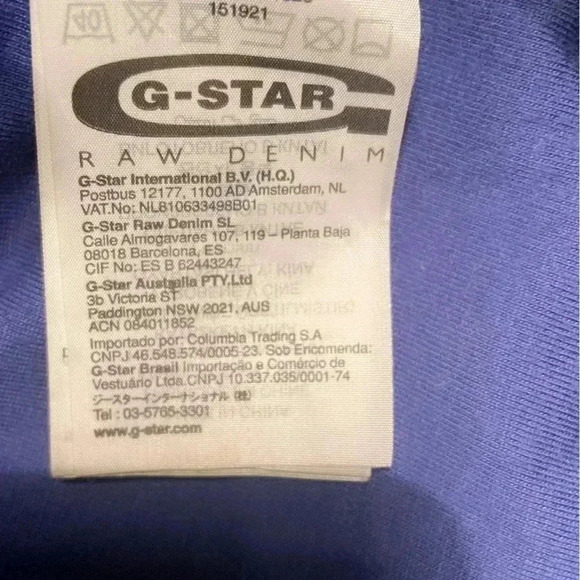 151921
40
G-STAR
RAW DENIM
G-Star International B.V. (H.Q.)
Postbus 12177, 1100 AD Amsterdam, NL
VAT.No: NL810633498B01
G-Star Raw Denim SL
Calle Almogavares 107, 119 – Planta Baja
08018 Barcelona, ES
CIF No: ES B 62443247
G-Star Australia PTY.Ltd
3b Victoria ST
Paddington NSW 2021, AUS
ACN 084011852
Importado por: Columbia Trading S.A
CNPJ 46.548.574/0005-23. Sob Encomenda:
G-Star Brasil Importação e Comércio de
Vestuário Ltda.CNPJ 10.337.035/0001-74
ジースターインターナショナル (株)
Tel : 03-5765-3301
www.g-star.com